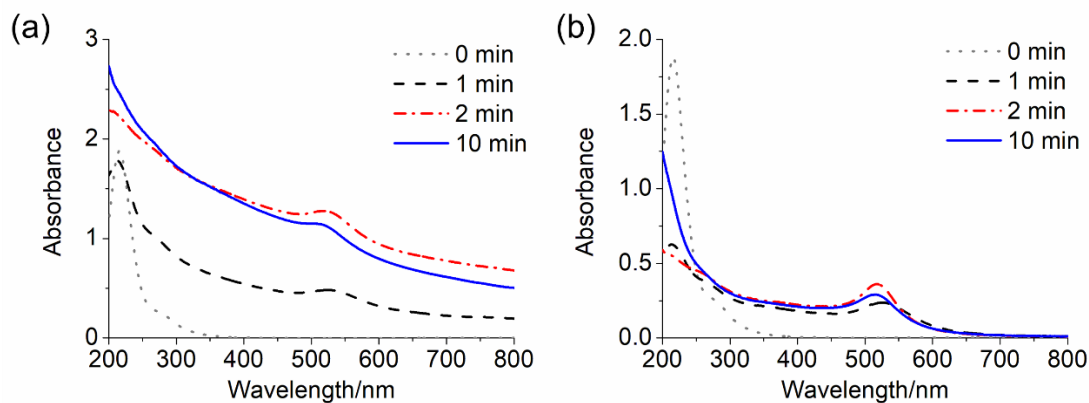 (a)
3
2
1
0
Absorbance
200 300 400 500 600 700 800
Wavelength/nm
0 min
1 min
2 min
10 min
(b)
2.0
1.5
1.0
0.5
0.0
Absorbance
200 300 400 500 600 700 800
Wavelength/nm
0 min
1 min
2 min
10 min